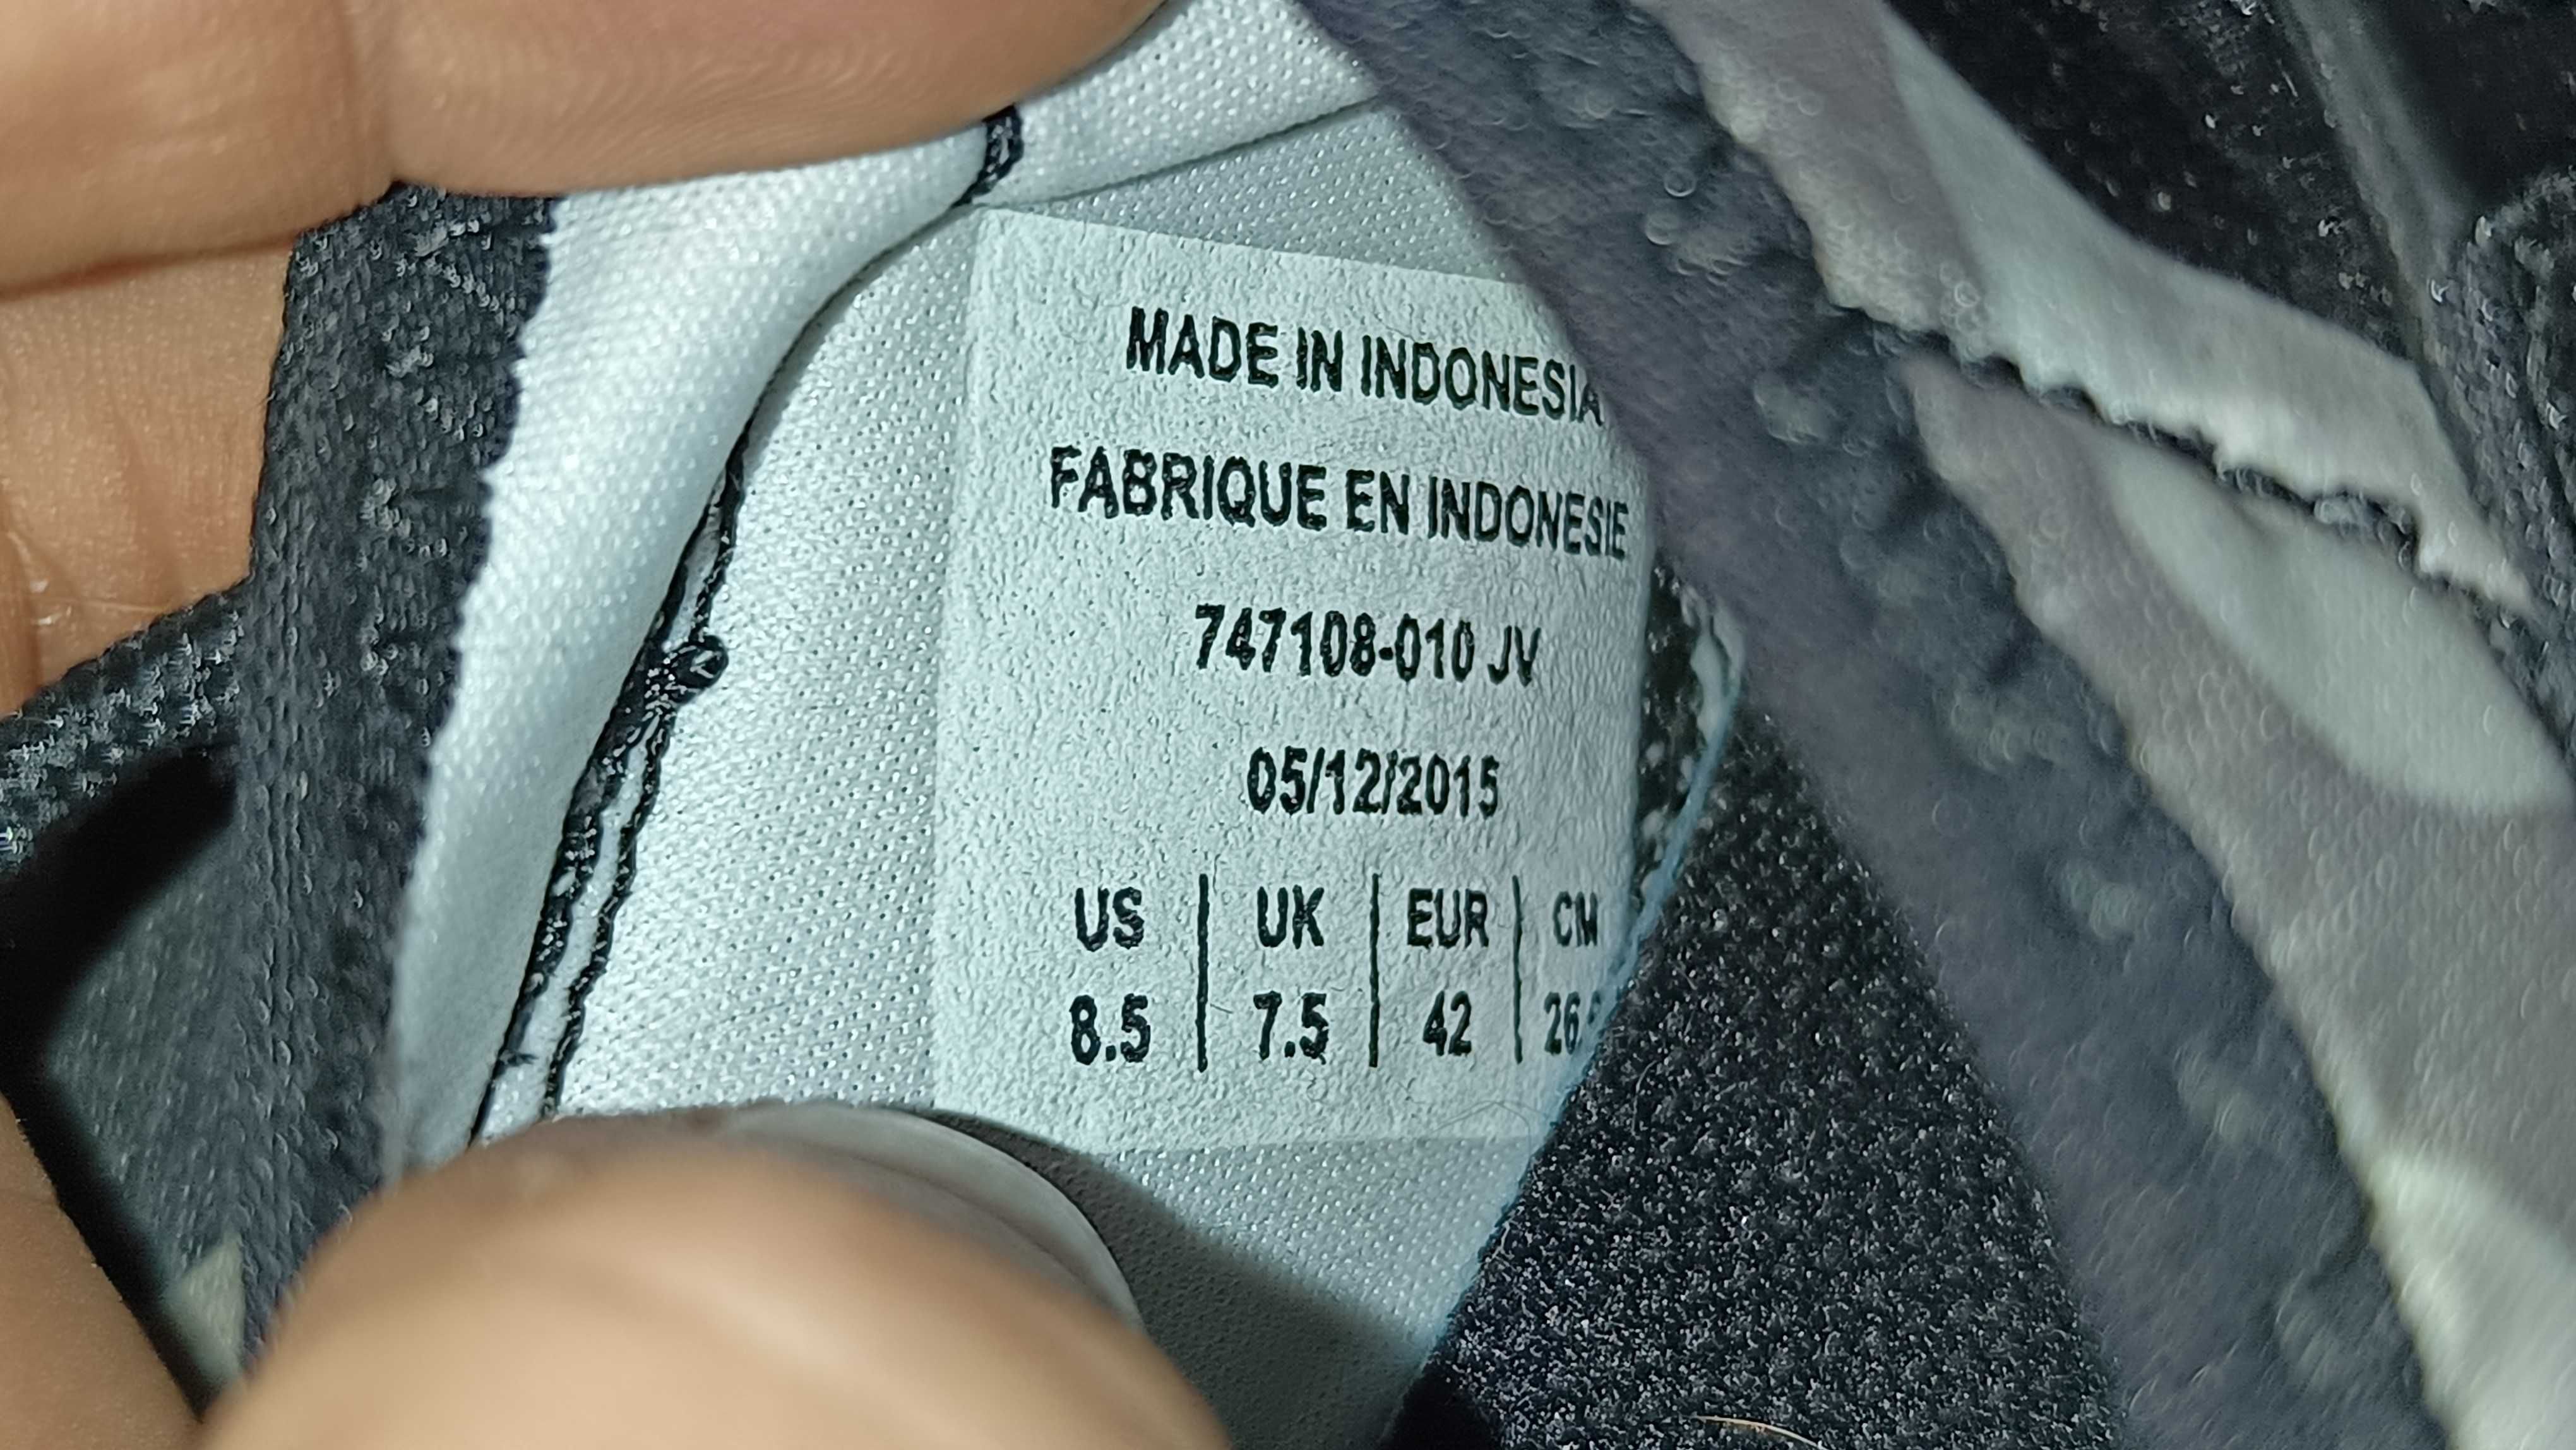 MADE IN INDONESIA
FABRIQUE EN INDONESIE
747108-010 JV
05/12/2015
US | UK | EUR | CM
8.5 | 7.5 | 42 | 26.